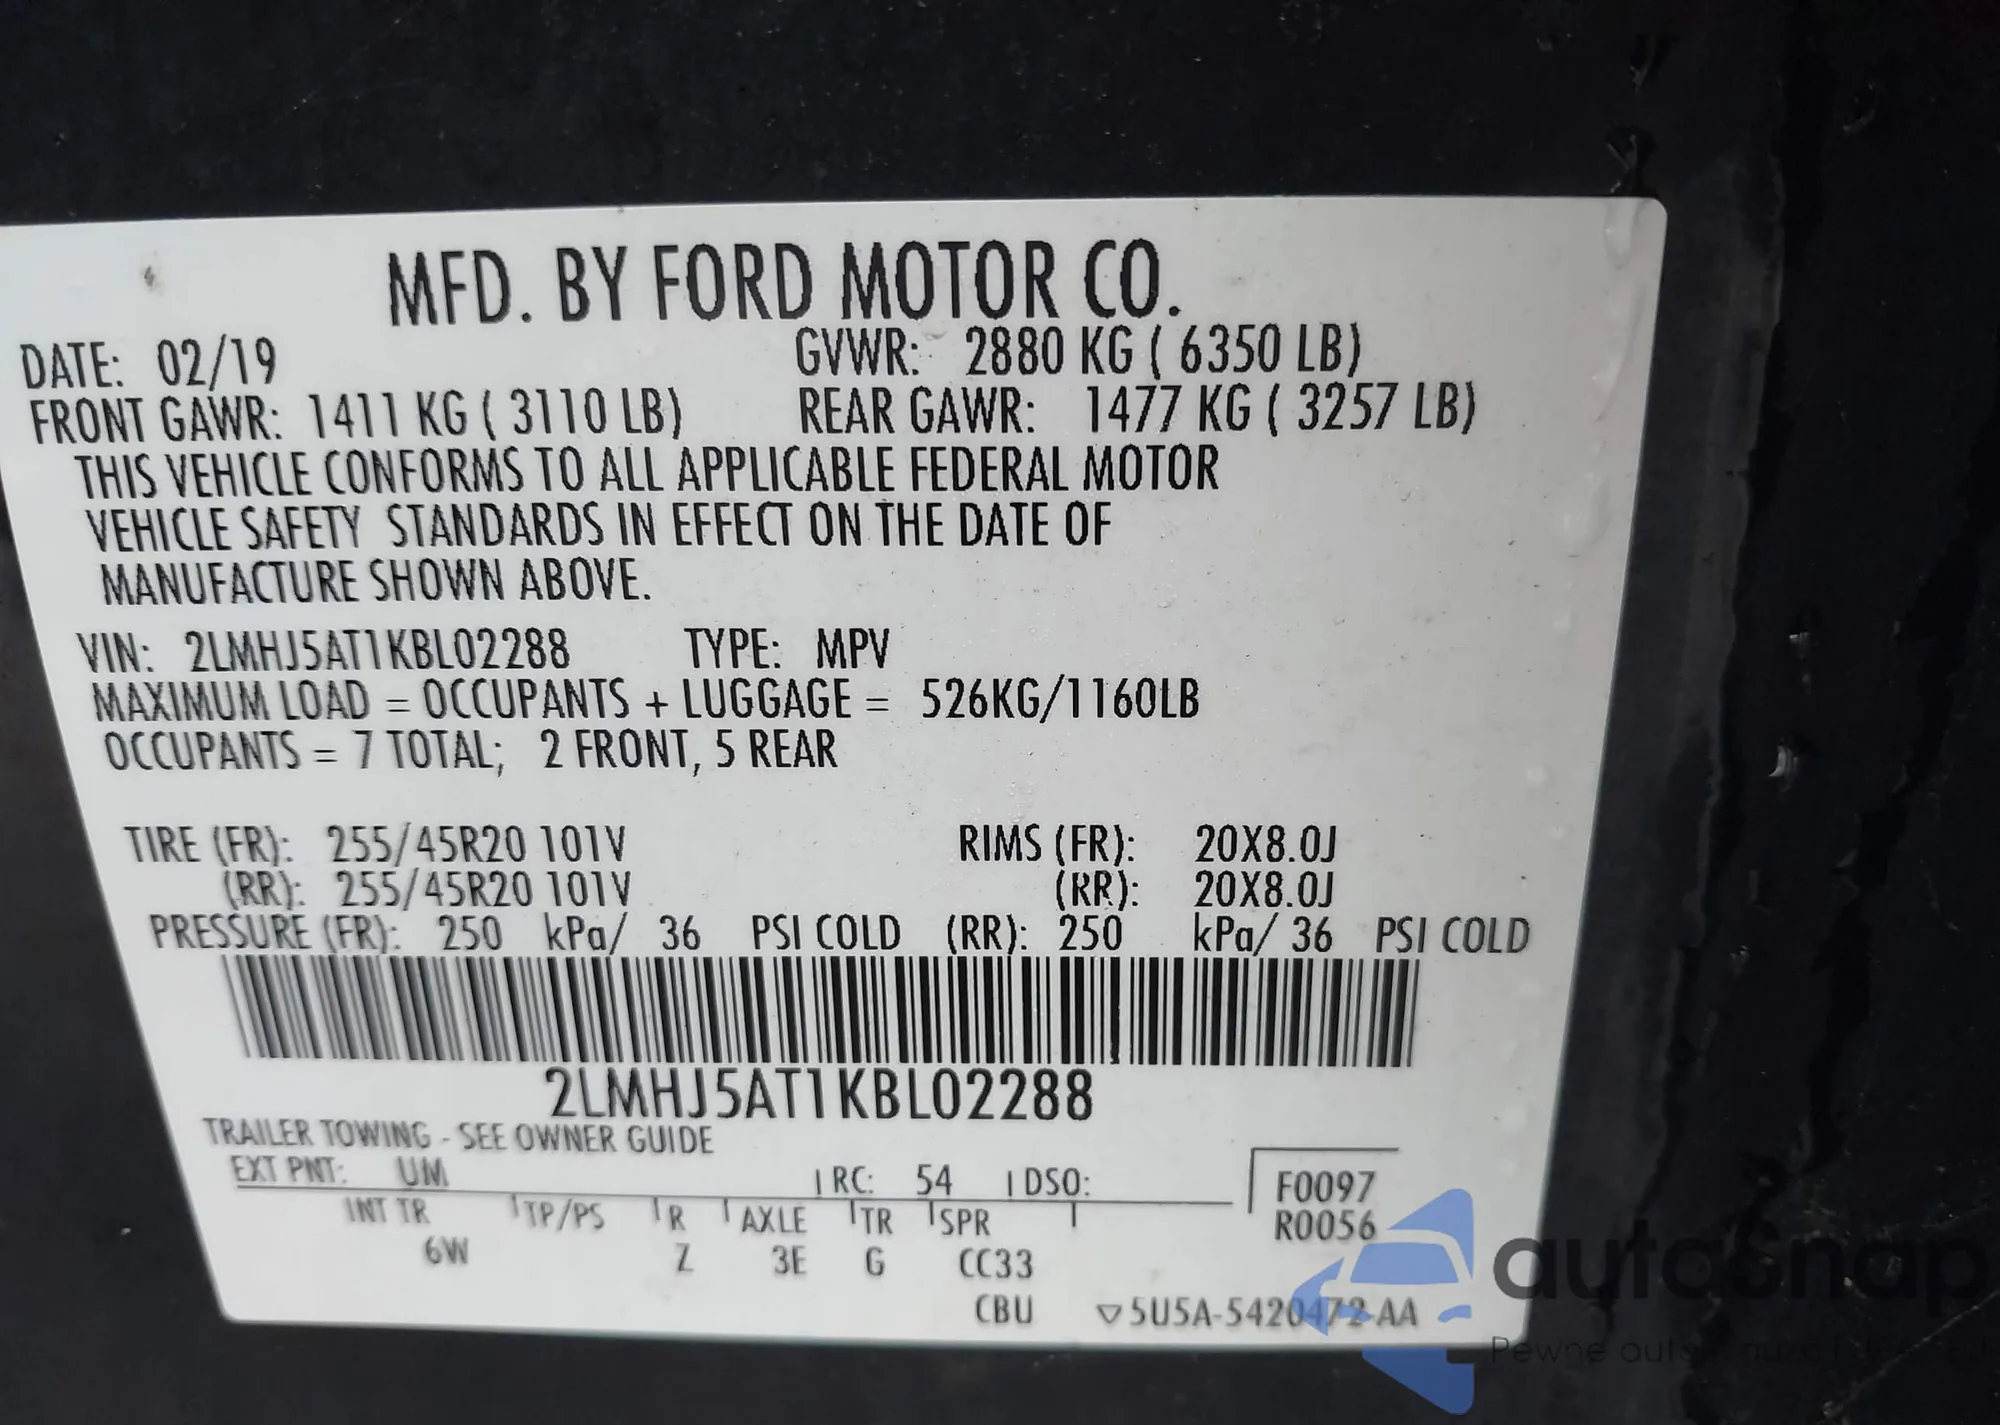 MFD. BY FORD MOTOR CO.
DATE: 02/19 GVWR: 2880 KG ( 6350 LB)
FRONT GAWR: 1411 KG ( 3110 LB) REAR GAWR: 1477 KG ( 3257 LB)
THIS VEHICLE CONFORMS TO ALL APPLICABLE FEDERAL MOTOR
VEHICLE SAFETY STANDARDS IN EFFECT ON THE DATE OF
MANUFACTURE SHOWN ABOVE.
VIN: 2LMHJ5AT1KBL02288 TYPE: MPV
MAXIMUM LOAD = OCCUPANTS + LUGGAGE = 526KG/1160LB
OCCUPANTS = 7 TOTAL; 2 FRONT, 5 REAR
TIRE (FR): 255/45R20 101V RIMS (FR): 20X8.0J
(RR): 255/45R20 101V (RR): 20X8.0J
PRESSURE (FR): 250 kPa/ 36 PSI COLD (RR): 250 kPa/ 36 PSI COLD
2LMHJ5AT1KBL02288
TRAILER TOWING - SEE OWNER GUIDE
EXT PNT: UM RC: 54 DSO: F0097
INT TR TP/PS R AXLE TR SPR R0056
6W Z 3E G CC33
CBU ▽5U5A-5420472-AA
autosnap
Pewne auto